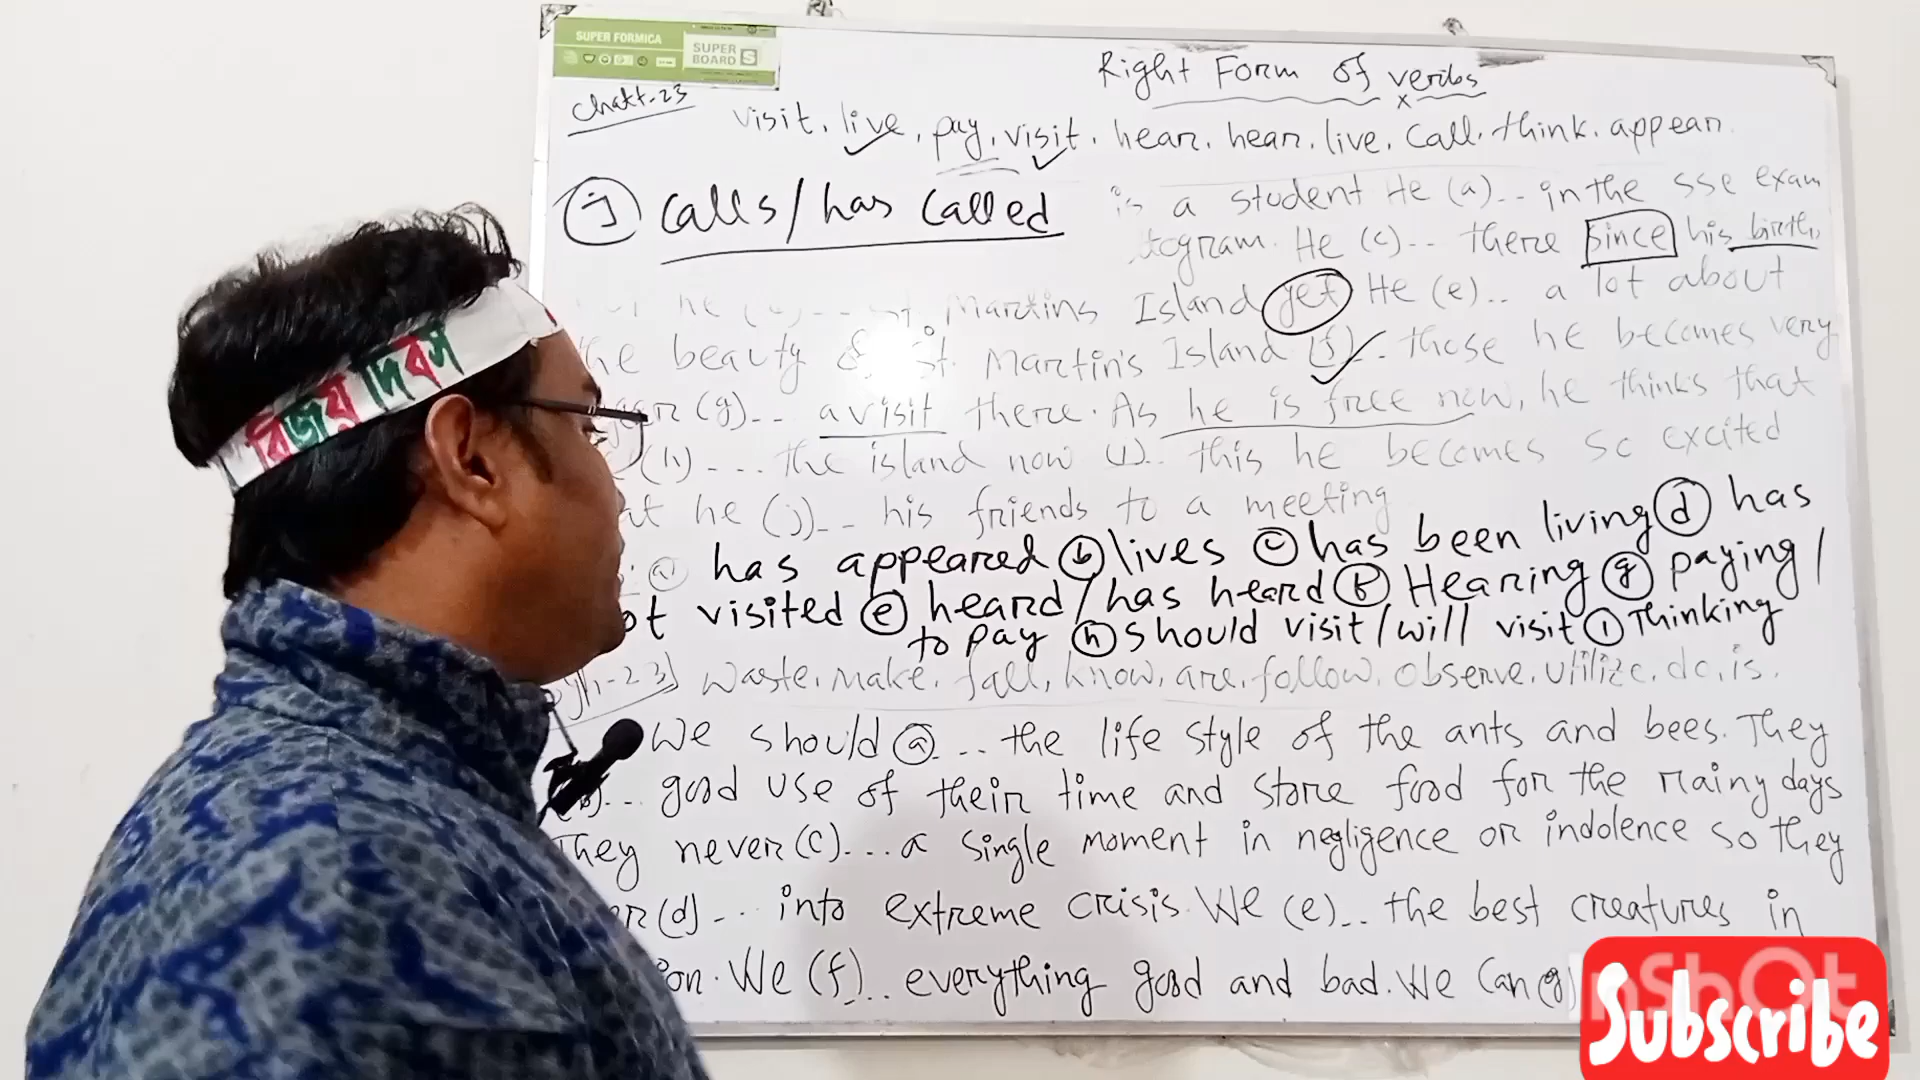 SUPER FORMICA
SUPER BOARD S
Right Form of verbs
Chatt-23
visit, live, pay, visit, hear, hear, live, call, think, appear
(j) calls/has called is a student He (a)... in the sse exam
He (c)... there since his birth
he Martins Island yet He (e)... a lot about
the beauty of St. Martin's Island (f)... those he becomes very
(g)... a visit there. As he is free now, he thinks that
(h)... the island now (i)... this he becomes so excited
he (j)... his friends to a meeting
(a) has appeared (b) lives (c) has been living (d) has
visited (e) heard/has heard (f) Hearing (g) paying/
to pay (h) should visit/will visit (i) Thinking
বিজয় দিবস
-23] waste, make, fall, know, are, follow, observe, utilize, do, is.
We should (a)... the life style of the ants and bees. They
... good use of their time and store food for the rainy days
They never (c)... a single moment in negligence or indolence so they
(d)... into extreme crisis. We (e)... the best creatures in
We (f)... everything good and bad. We can (g)
InShOt
Subscribe